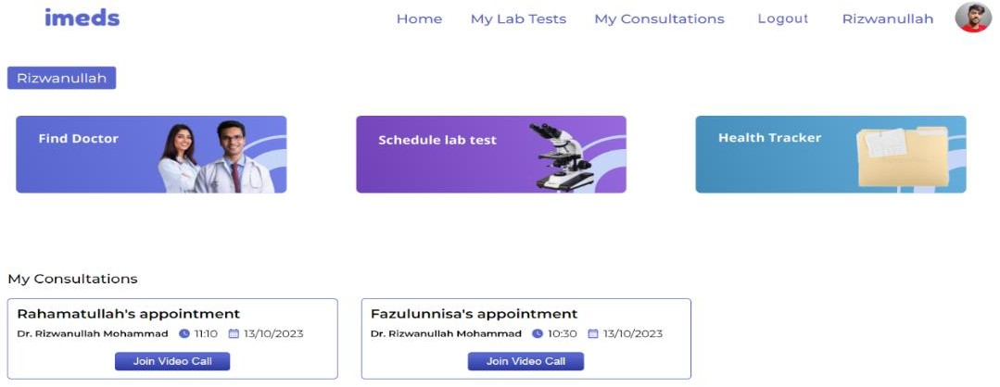 imeds
Home My Lab Tests My Consultations Logout Rizwanullah
Rizwanullah
Find Doctor
Schedule lab test
Health Tracker
My Consultations
Rahamatullah's appointment
Dr. Rizwanullah Mohammad 11:10 13/10/2023
Join Video Call
Fazulunnisa's appointment
Dr. Rizwanullah Mohammad 10:30 13/10/2023
Join Video Call